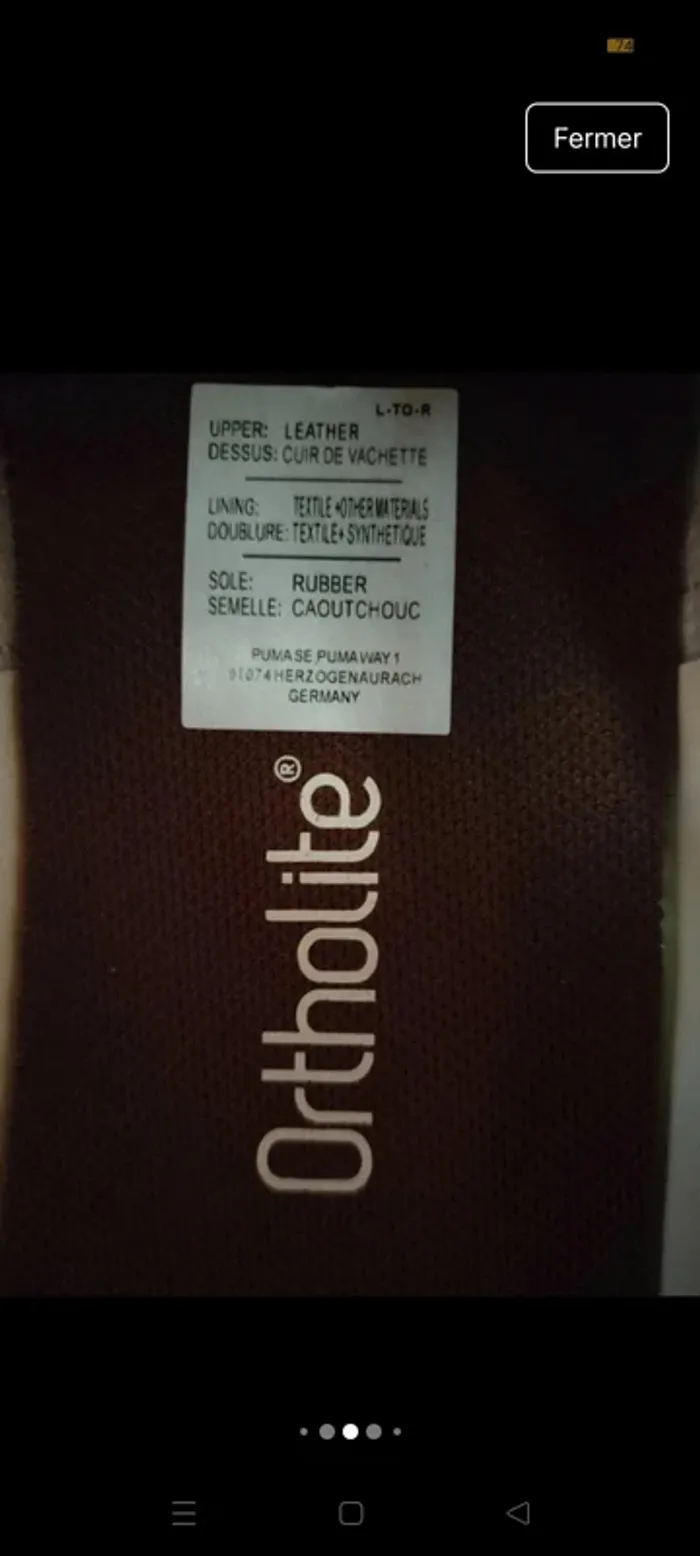 74
Fermer
L-TO-R
UPPER: LEATHER
DESSUS: CUIR DE VACHETTE
LINING: TEXTILE+OTHER MATERIALS
DOUBLURE: TEXTILE+SYNTHETIQUE
SOLE: RUBBER
SEMELLE: CAOUTCHOUC
PUMA SE, PUMA WAY 1
91074 HERZOGENAURACH
GERMANY
Ortholite®